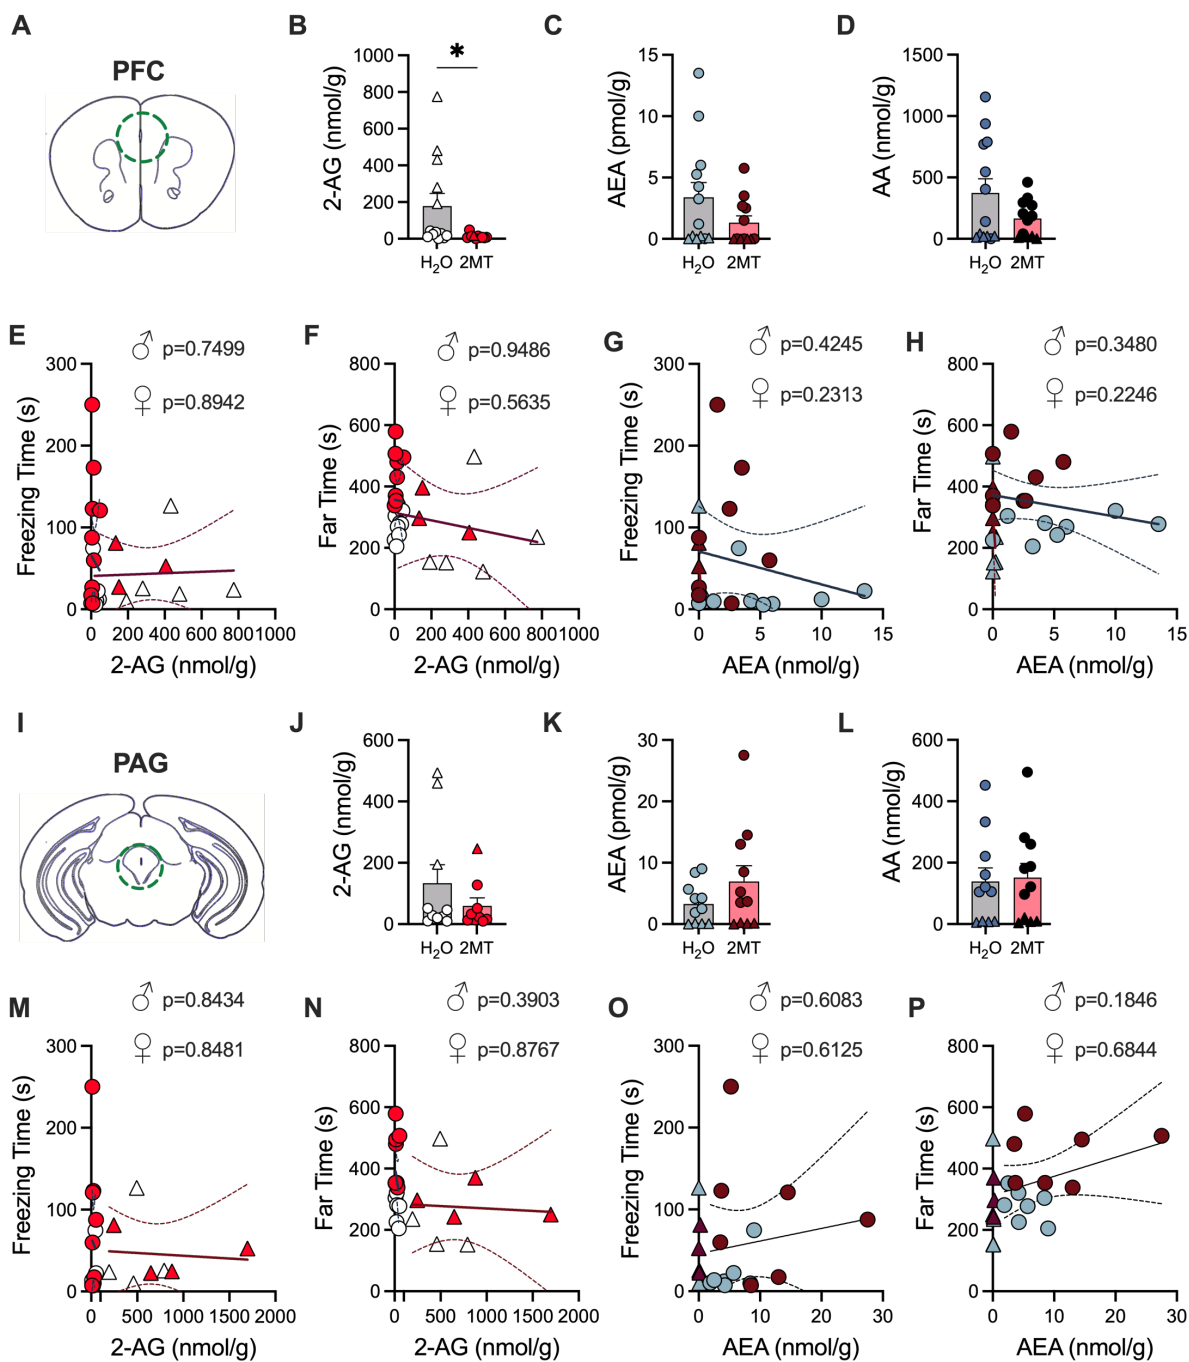 A
PFC
B
2-AG (nmol/g)
1000
800
600
400
200
0
*
H2O
2MT
C
AEA (pmol/g)
15
10
5
0
H2O
2MT
D
AA (nmol/g)
1500
1000
500
0
H2O
2MT
E
♂ p=0.7499
♀ p=0.8942
Freezing Time (s)
300
200
100
0
0 200 400 600 800 1000
2-AG (nmol/g)
F
♂ p=0.9486
♀ p=0.5635
Far Time (s)
800
600
400
200
0
0 200 400 600 800 1000
2-AG (nmol/g)
G
♂ p=0.4245
♀ p=0.2313
Freezing Time (s)
300
200
100
0
0 5 10 15
AEA (nmol/g)
H
♂ p=0.3480
♀ p=0.2246
Far Time (s)
800
600
400
200
0
0 5 10 15
AEA (nmol/g)
I
PAG
J
2-AG (nmol/g)
600
400
200
0
H2O
2MT
K
AEA (pmol/g)
30
20
10
0
H2O
2MT
L
AA (nmol/g)
600
400
200
0
H2O
2MT
M
♂ p=0.8434
♀ p=0.8481
Freezing Time (s)
300
200
100
0
0 500 1000 1500 2000
2-AG (nmol/g)
N
♂ p=0.3903
♀ p=0.8767
Far Time (s)
800
600
400
200
0
0 500 1000 1500 2000
2-AG (nmol/g)
O
♂ p=0.6083
♀ p=0.6125
Freezing Time (s)
300
200
100
0
0 10 20 30
AEA (nmol/g)
P
♂ p=0.1846
♀ p=0.6844
Far Time (s)
800
600
400
200
0
0 10 20 30
AEA (nmol/g)